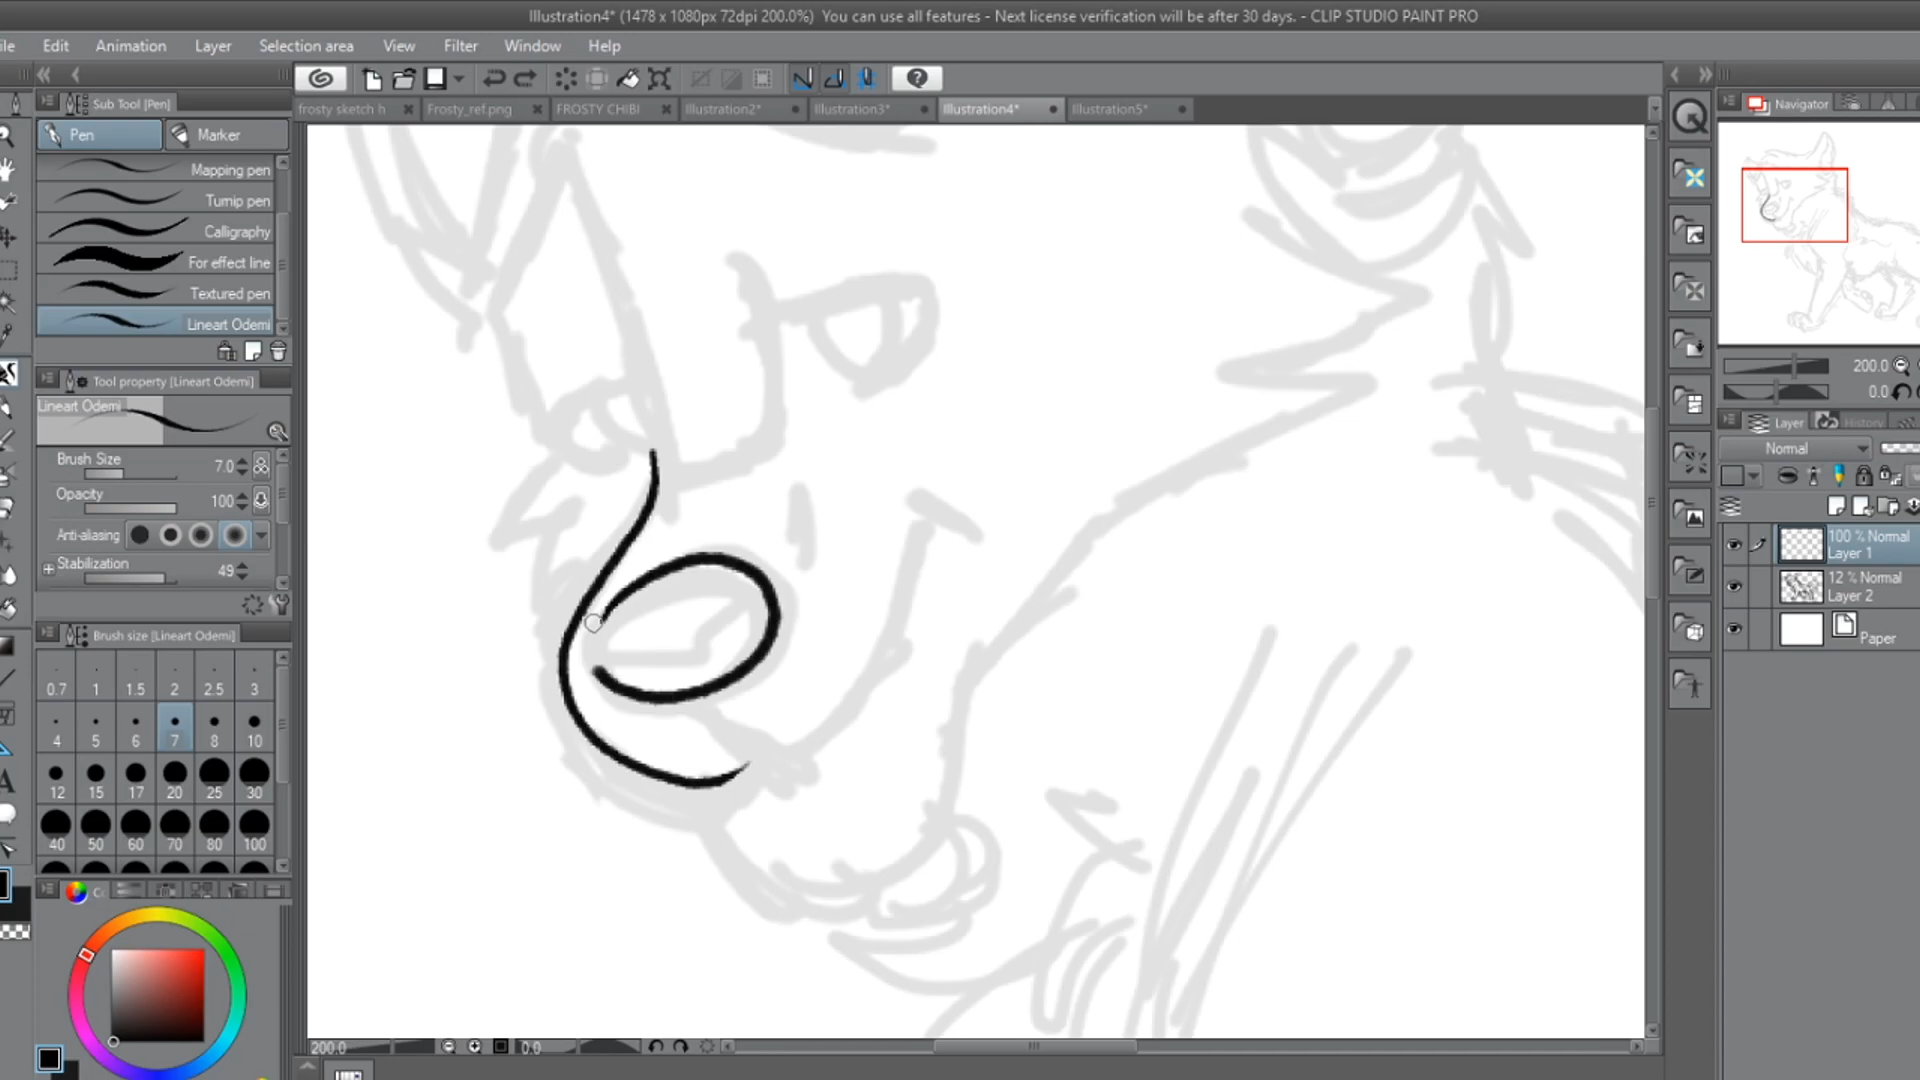 Illustration4* (1478 x 1080px 72dpi 200.0%) You can use all features - Next license verification will be after 30 days. - CLIP STUDIO PAINT PRO
ile Edit Animation Layer Selection area View Filter Window Help
Sub Tool [Pen]
frosty sketch h Frosty_ref.png FROSTY CHIBI Illustration2* Illustration3* Illustration4* Illustration5*
Navigator
Pen Marker
Mapping pen
Turnip pen
Calligraphy
For effect line
Textured pen
Lineart Odemi
Tool property [Lineart Odemi]
Lineart Odemi
Brush Size 7.0
Opacity 100
Anti-aliasing
Stabilization 49
Brush size [Lineart Odemi]
0.7 1 1.5 2 2.5 3
4 5 6 7 8 10
12 15 17 20 25 30
40 50 60 70 80 100
200.0
0.0
Layer History
Normal
100 % Normal
Layer 1
12 % Normal
Layer 2
Paper
200.0 0.0